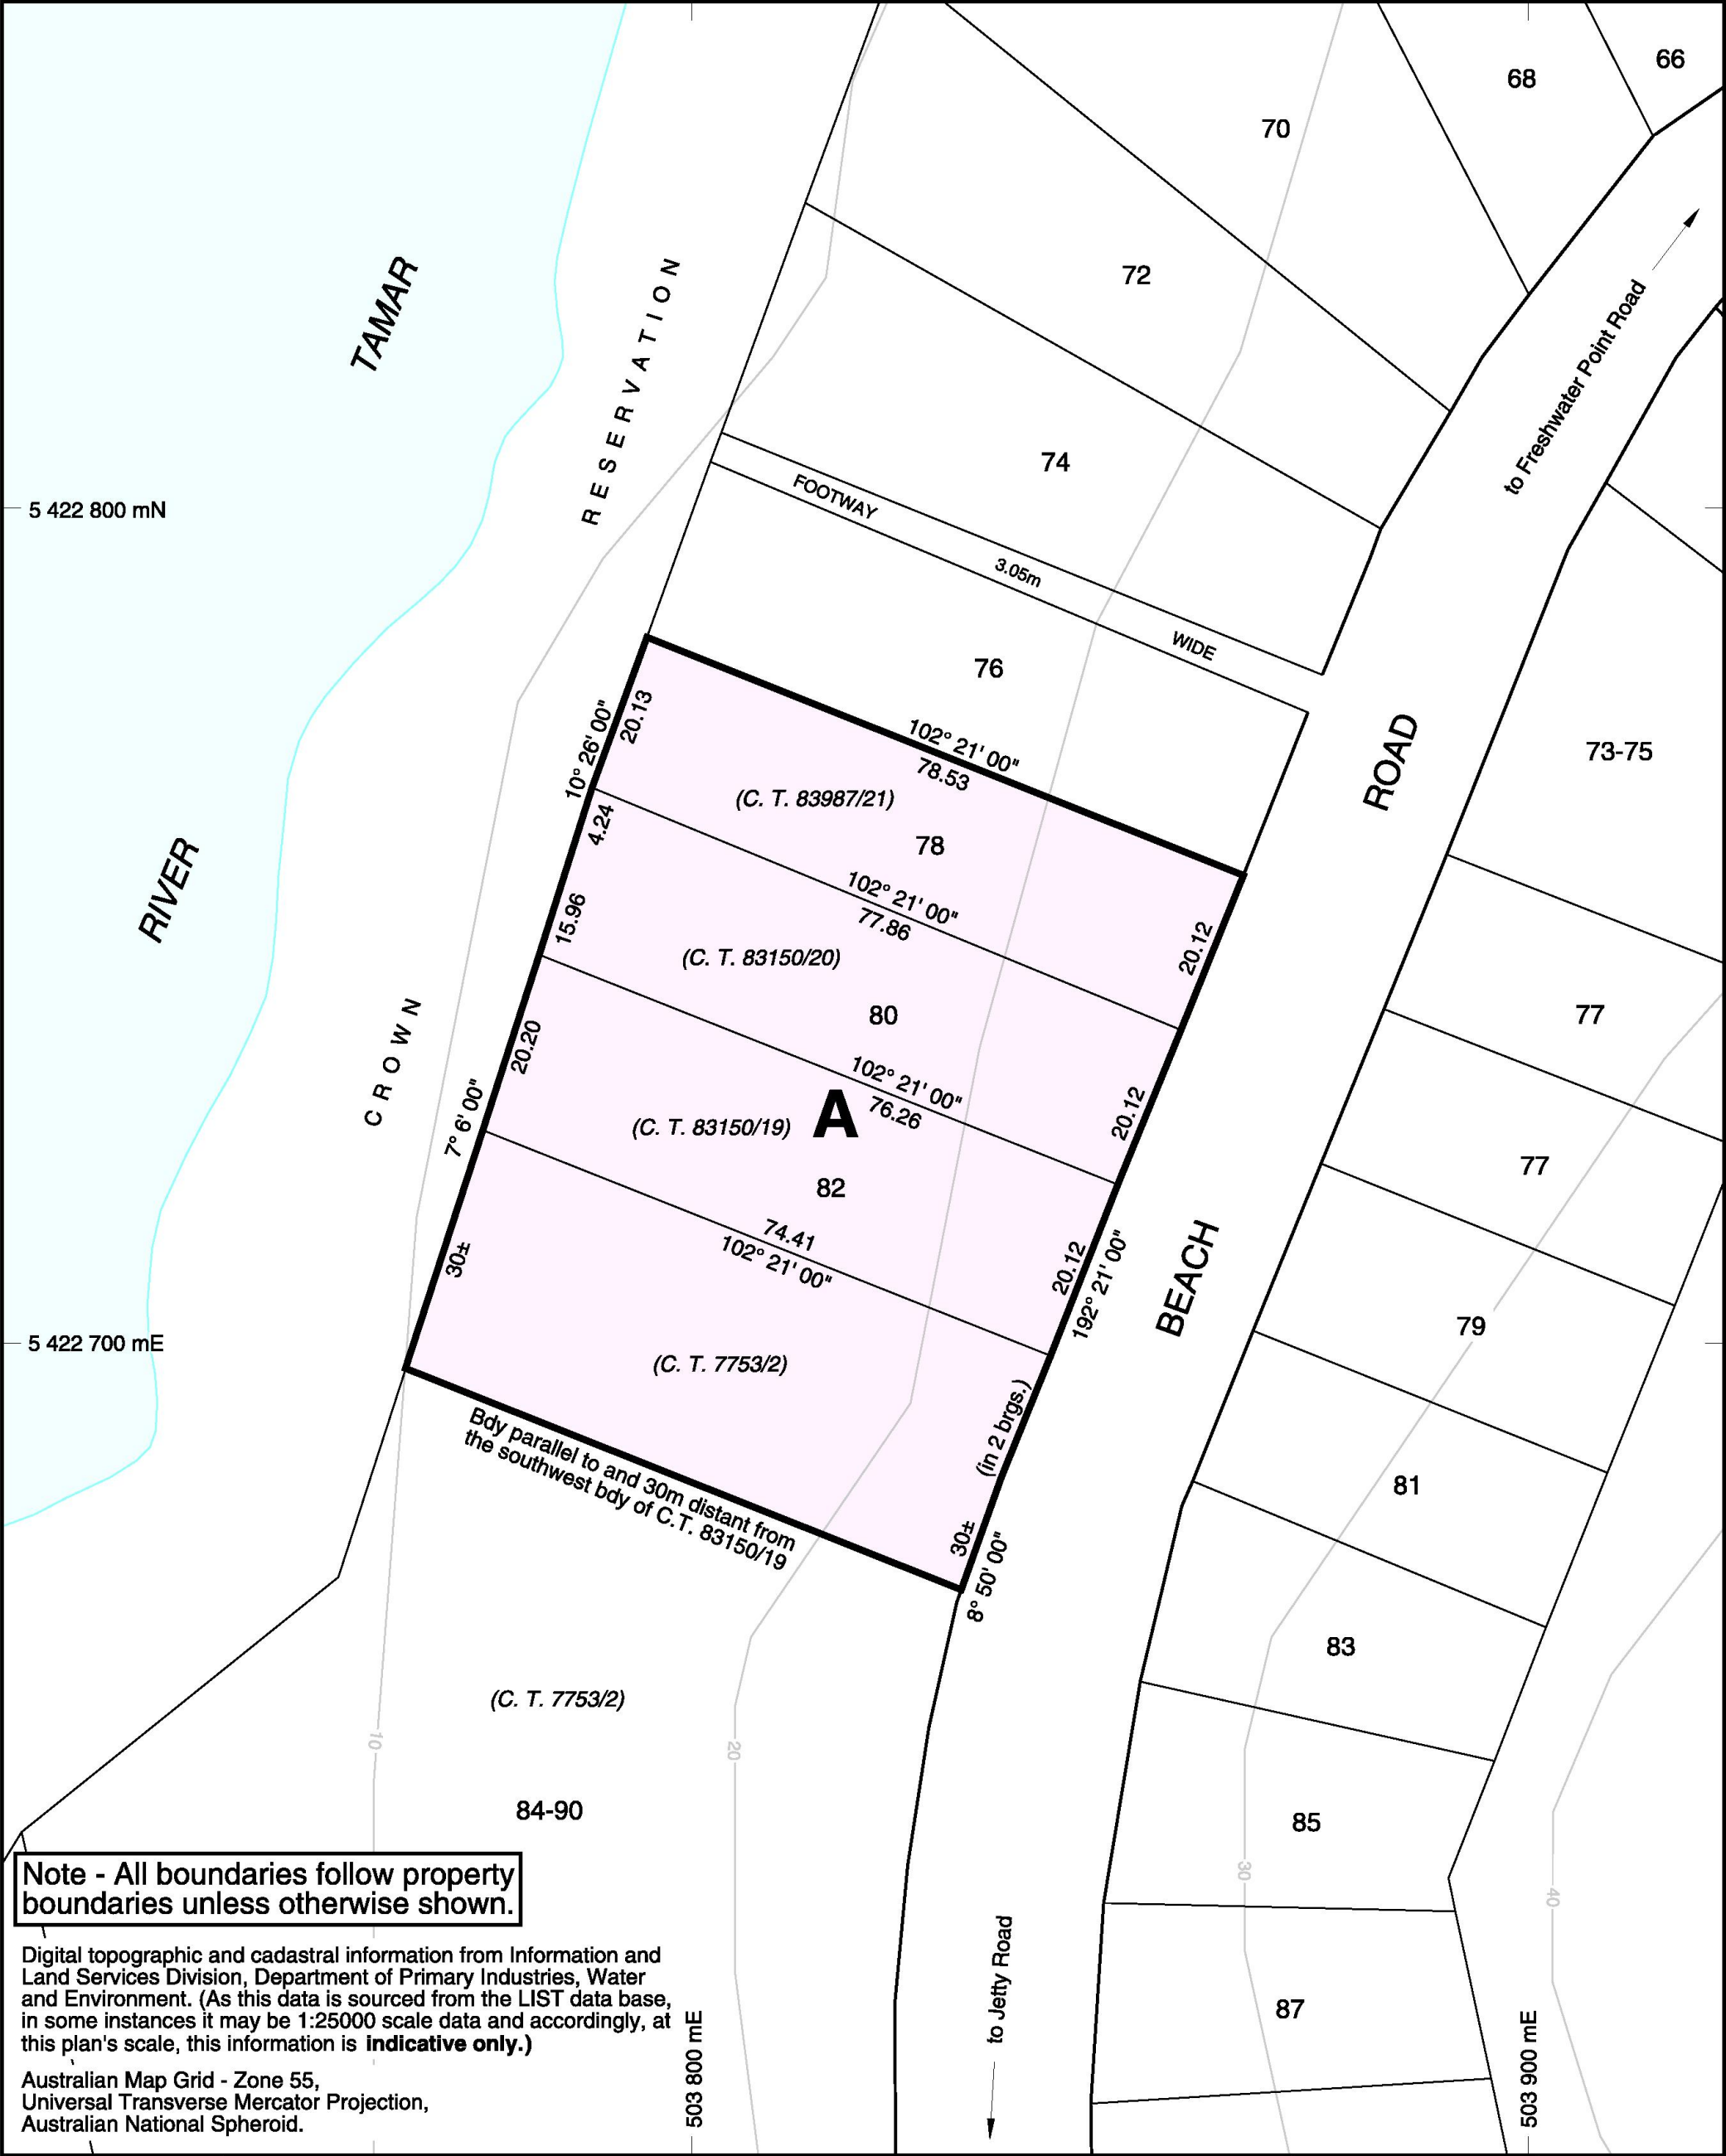 66
68
70
72
TAMAR
RESERVATION
to Freshwater Point Road
74
FOOTWAY
3.05m
WIDE
5 422 800 mN
76
ROAD
73-75
10° 26' 00"
20.13
102° 21' 00"
78.53
(C. T. 83987/21)
78
4.24
RIVER
102° 21' 00"
77.86
20.12
15.96
(C. T. 83150/20)
80
77
CROWN
20.20
102° 21' 00"
76.26
20.12
7° 6' 00"
(C. T. 83150/19)
A
82
77
74.41
102° 21' 00"
20.12
192° 21' 00"
BEACH
30±
5 422 700 mE
79
(C. T. 7753/2)
(in 2 brgs.)
Bdy parallel to and 30m distant from
the southwest bdy of C.T. 83150/19
30±
8° 50' 00"
81
83
(C. T. 7753/2)
10
20
84-90
85
30
40
Note - All boundaries follow property
boundaries unless otherwise shown.
Digital topographic and cadastral information from Information and
Land Services Division, Department of Primary Industries, Water
and Environment. (As this data is sourced from the LIST data base,
in some instances it may be 1:25000 scale data and accordingly, at
this plan's scale, this information is indicative only.)
Australian Map Grid - Zone 55,
Universal Transverse Mercator Projection,
Australian National Spheroid.
503 800 mE
to Jetty Road
87
503 900 mE